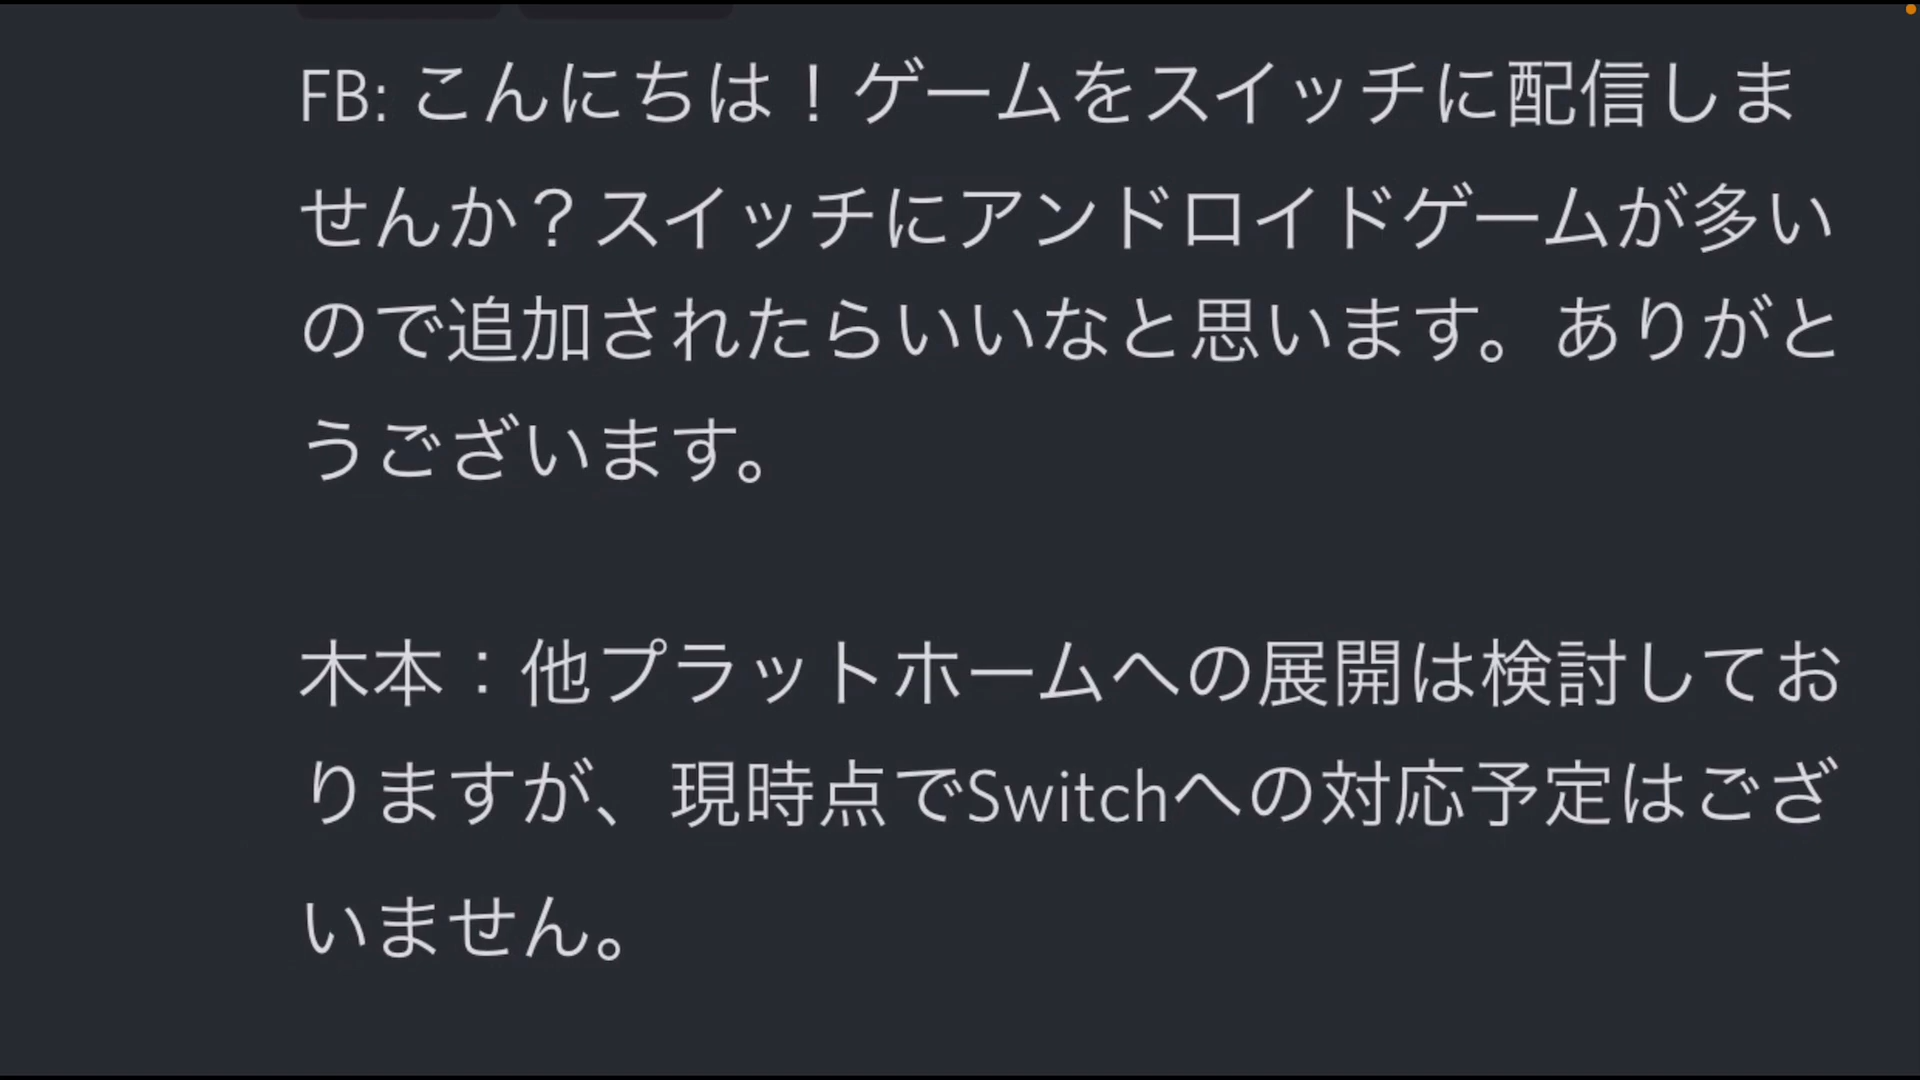 FB: こんにちは！ゲームをスイッチに配信しま
せんか？スイッチにアンドロイドゲームが多い
ので追加されたらいいなと思います。ありがと
うございます。
木本：他プラットホームへの展開は検討してお
りますが、現時点でSwitchへの対応予定はござ
いません。